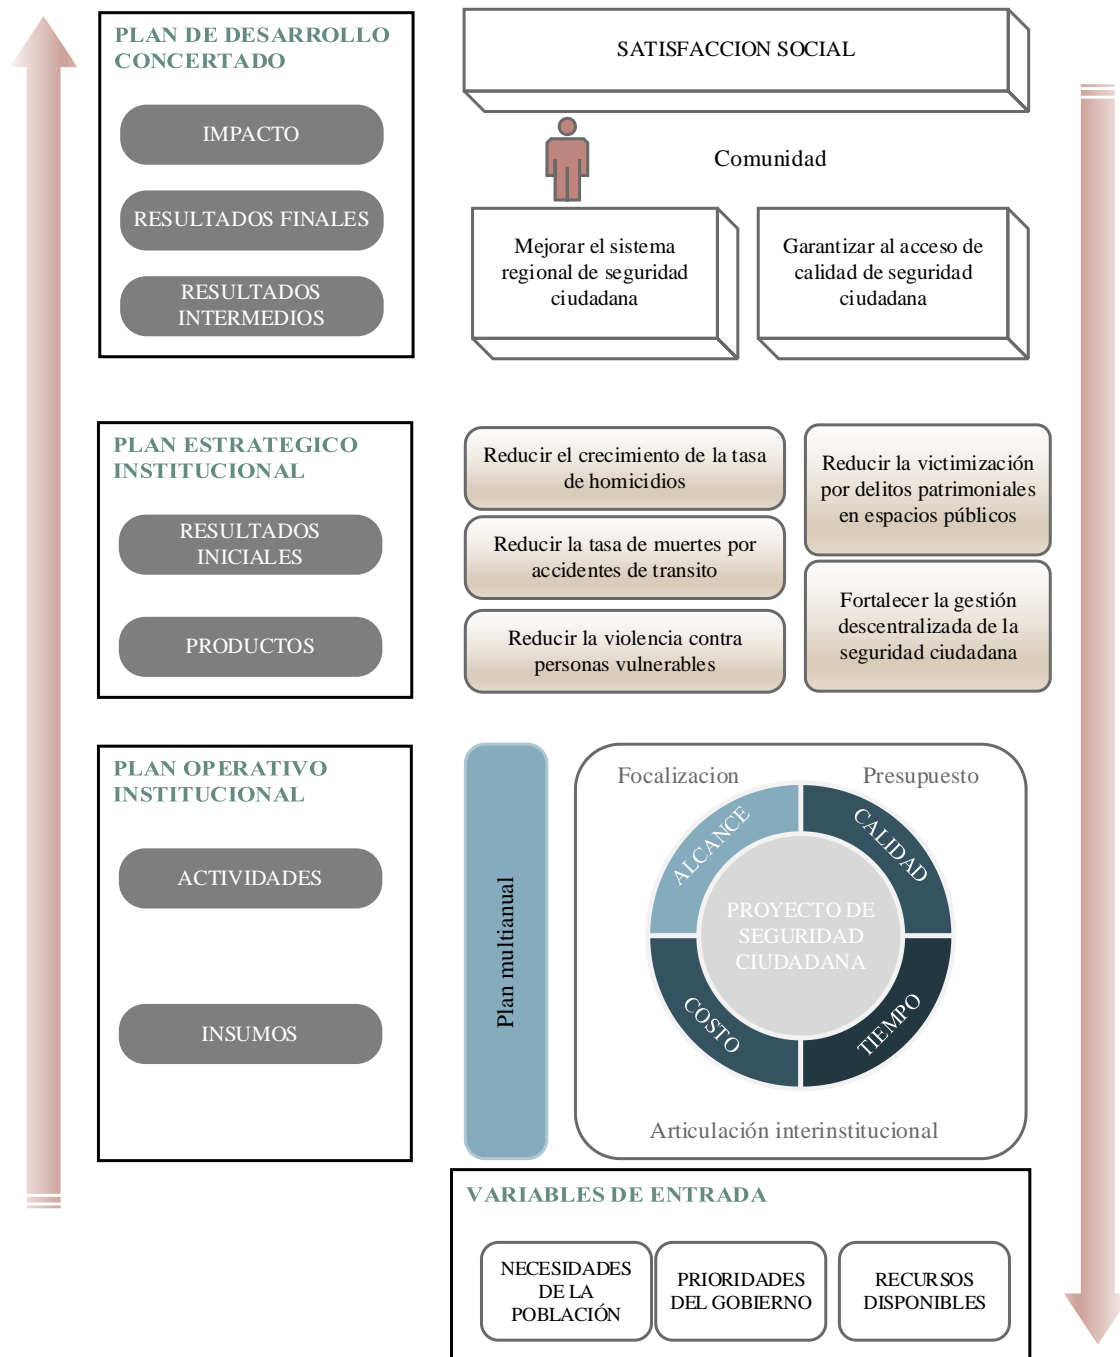 PLAN DE DESARROLLO
CONCERTADO
IMPACTO
RESULTADOS FINALES
RESULTADOS
INTERMEDIOS
SATISFACCION SOCIAL
Comunidad
Mejorar el sistema
regional de seguridad
ciudadana
Garantizar al acceso de
calidad de seguridad
ciudadana
PLAN ESTRATEGICO
INSTITUCIONAL
RESULTADOS
INICIALES
PRODUCTOS
Reducir el crecimiento de la tasa
de homicidios
Reducir la tasa de muertes por
accidentes de transito
Reducir la violencia contra
personas vulnerables
Reducir la victimización
por delitos patrimoniales
en espacios públicos
Fortalecer la gestión
descentralizada de la
seguridad ciudadana
PLAN OPERATIVO
INSTITUCIONAL
ACTIVIDADES
INSUMOS
Plan multianual
Focalizacion
Presupuesto
ALCANCE
CALIDAD
PROYECTO DE
SEGURIDAD
CIUDADANA
COSTO
TIEMPO
Articulación interinstitucional
VARIABLES DE ENTRADA
NECESIDADES
DE LA
POBLACIÓN
PRIORIDADES
DEL GOBIERNO
RECURSOS
DISPONIBLES